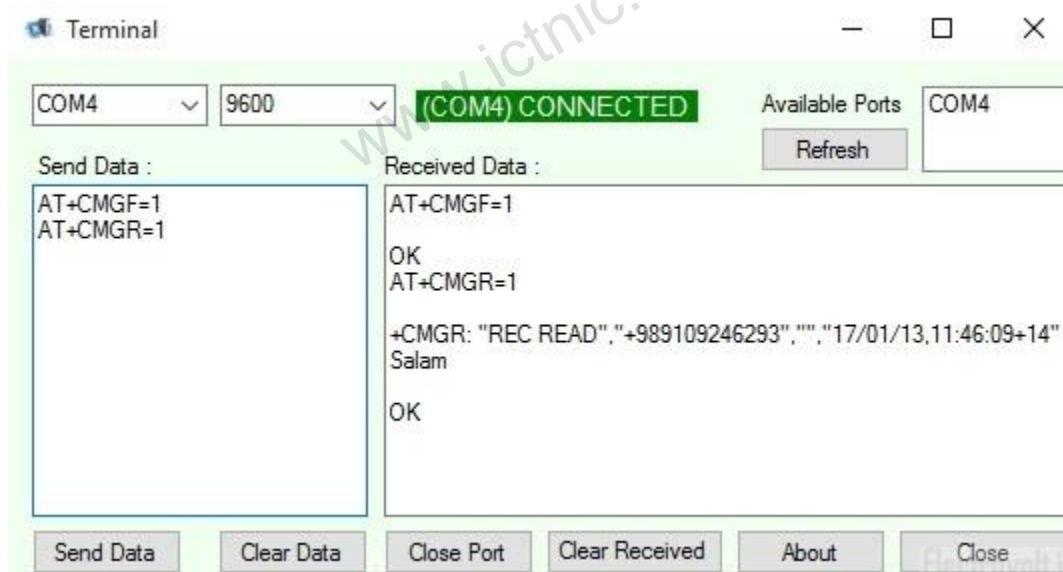 Terminal
COM4 9600 (COM4) CONNECTED Available Ports COM4
Refresh
Send Data :
AT+CMGF=1
AT+CMGR=1
Received Data :
AT+CMGF=1
OK
AT+CMGR=1
+CMGR: "REC READ","+989109246293","","17/01/13,11:46:09+14"
Salam
OK
Send Data Clear Data Close Port Clear Received About Close
www.ictnic.